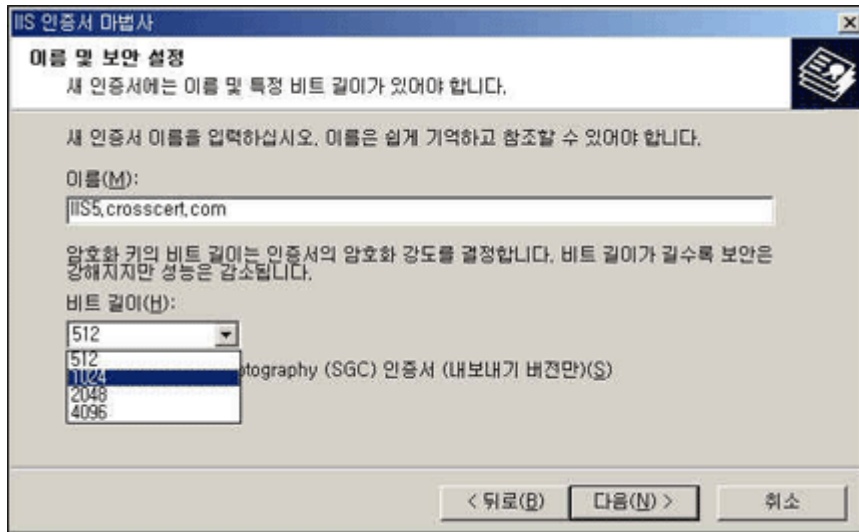 IIS 인증서 마법사
이름 및 보안 설정
새 인증서에는 이름 및 특정 비트 길이가 있어야 합니다.
새 인증서 이름을 입력하십시오. 이름은 쉽게 기억하고 참조할 수 있어야 합니다.
이름(M):
IIS5.crosscert.com
암호화 키의 비트 길이는 인증서의 암호화 강도를 결정합니다. 비트 길이가 길수록 보안은
강해지지만 성능은 감소됩니다.
비트 길이(H):
512
512
1024
2048
4096
tography (SGC) 인증서 (내보내기 버전만)(S)
< 뒤로(B)
다음(N) >
취소